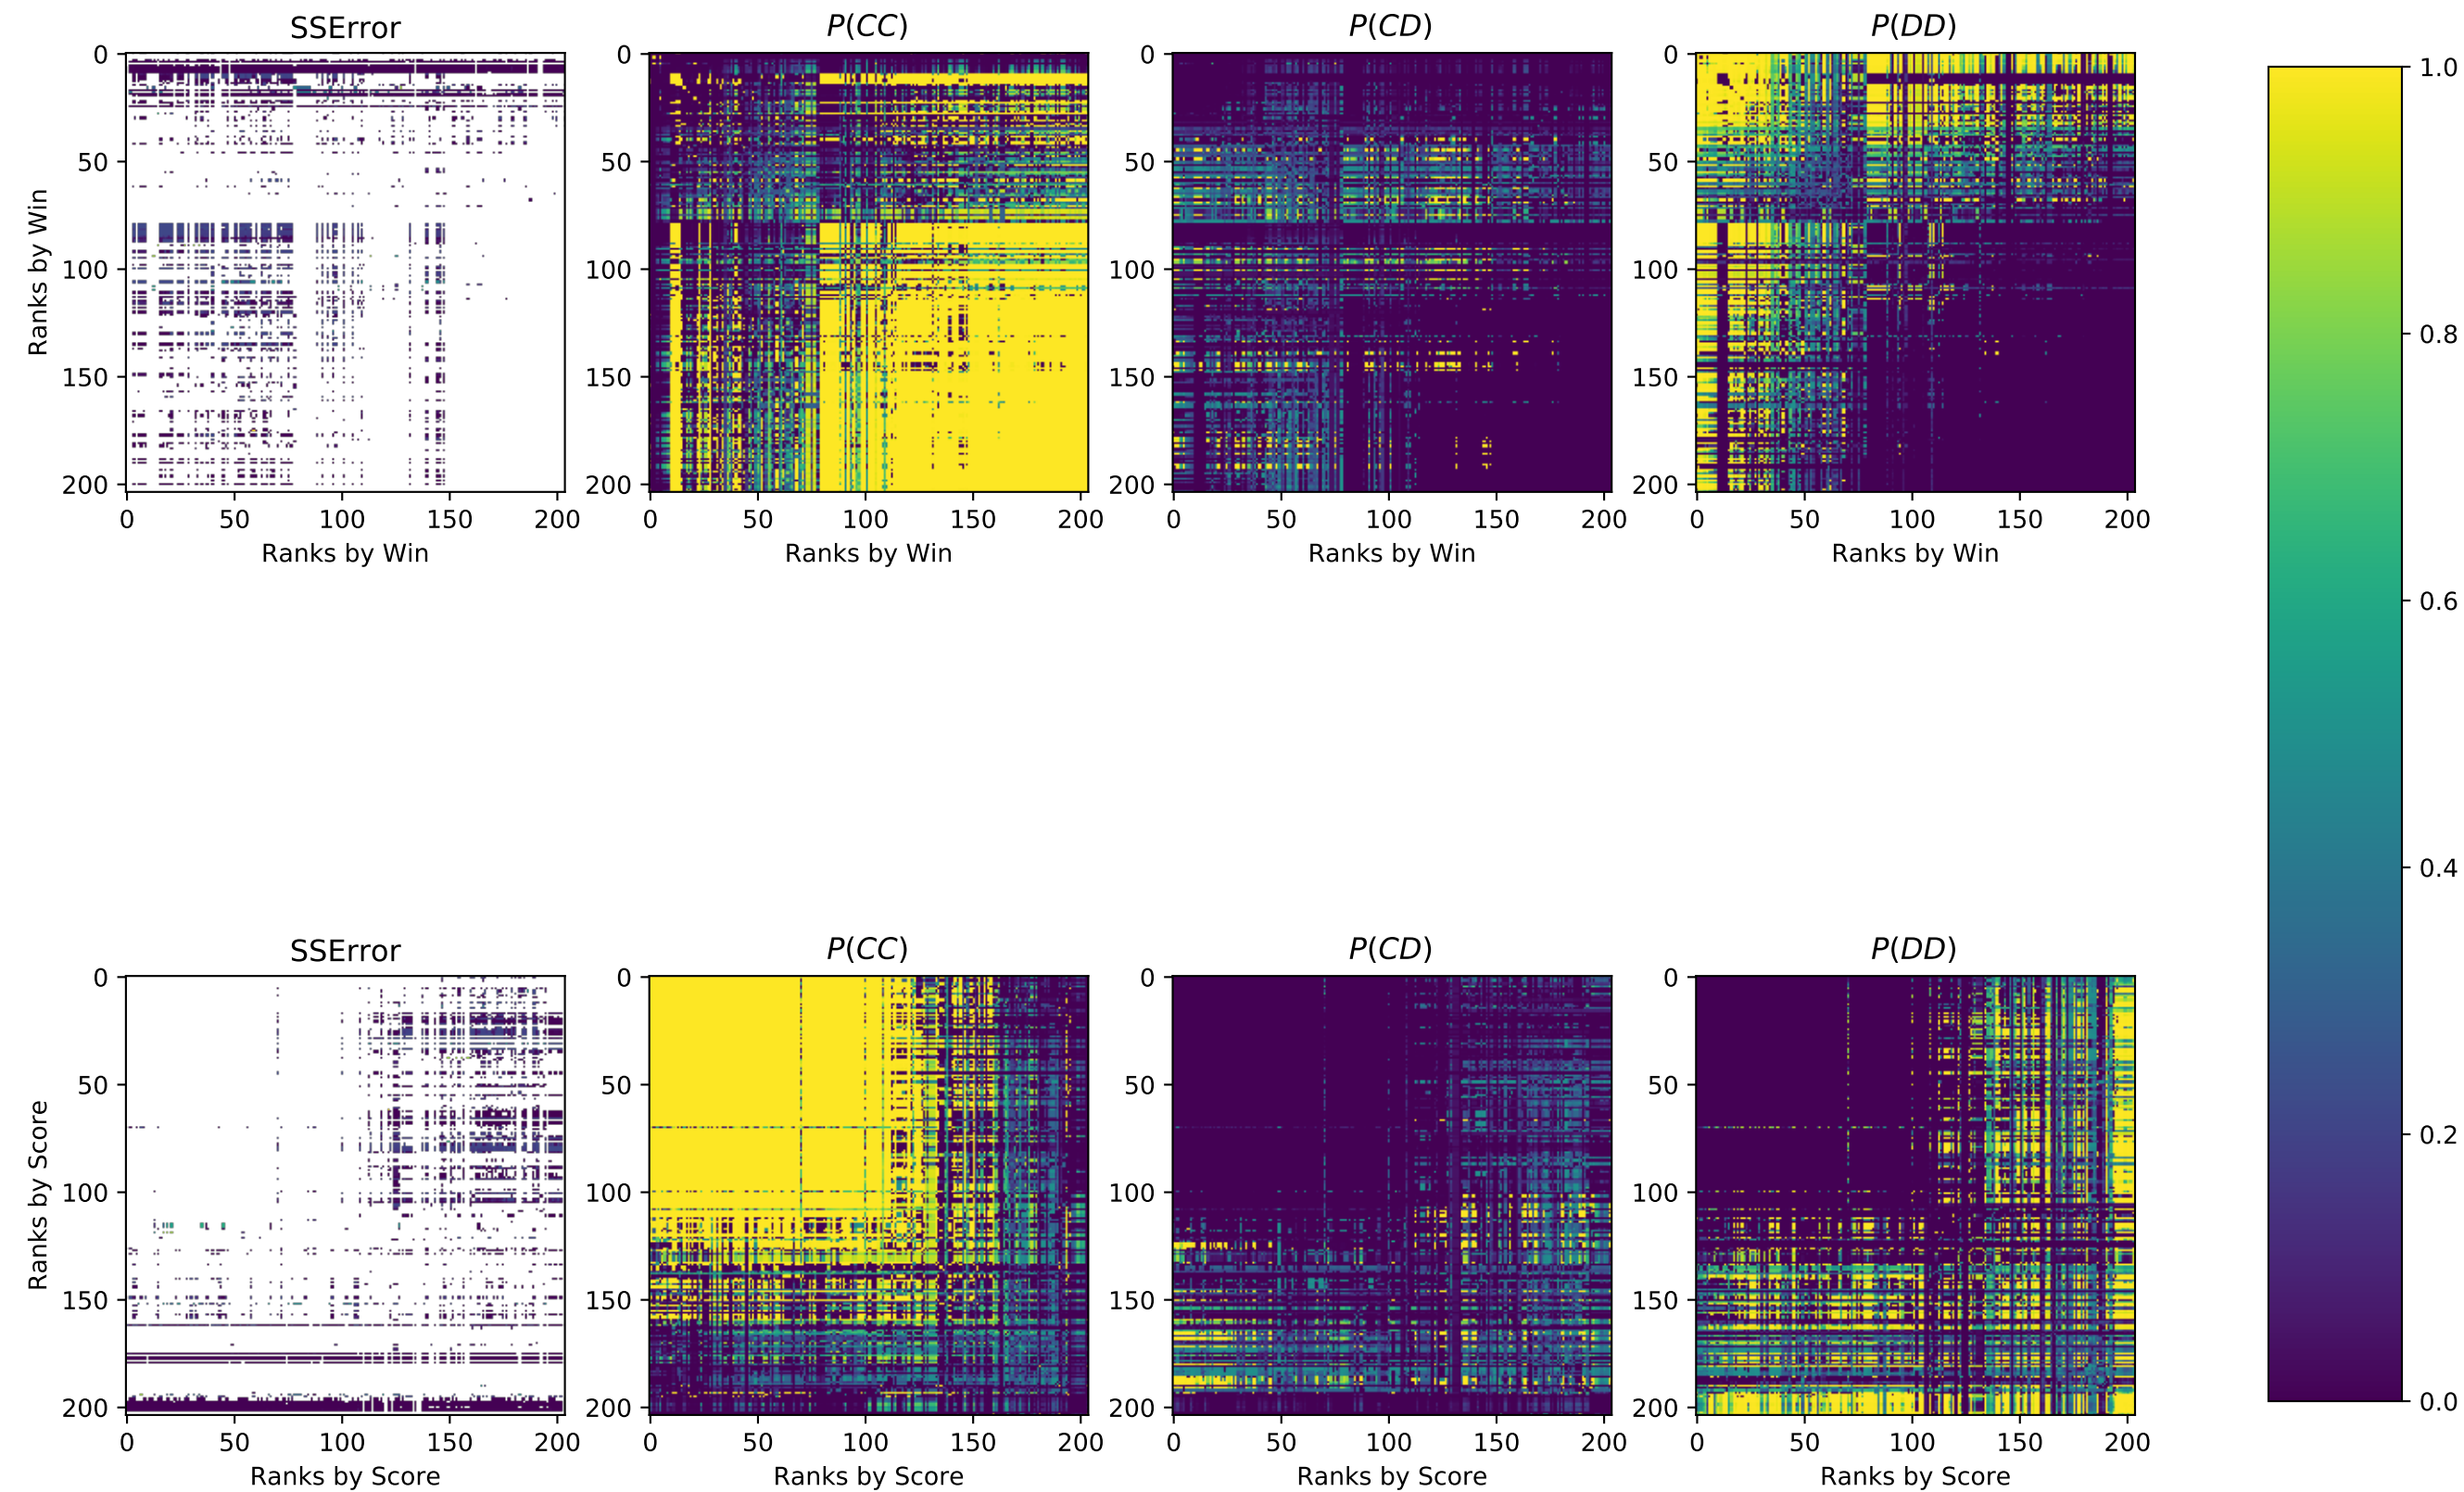 SSError P(CC) P(CD) P(DD)
0 0 0 0 1.0
50 50 50 50
Ranks by Win
100 100 100 100 0.8
150 150 150 150
200 200 200 200
0 50 100 150 200 0 50 100 150 200 0 50 100 150 200 0 50 100 150 200
Ranks by Win Ranks by Win Ranks by Win Ranks by Win
0.6
0.4
SSError P(CC) P(CD) P(DD)
0 0 0 0
50 50 50 50
0.2
Ranks by Score
100 100 100 100
150 150 150 150
200 200 200 200 0.0
0 50 100 150 200 0 50 100 150 200 0 50 100 150 200 0 50 100 150 200
Ranks by Score Ranks by Score Ranks by Score Ranks by Score